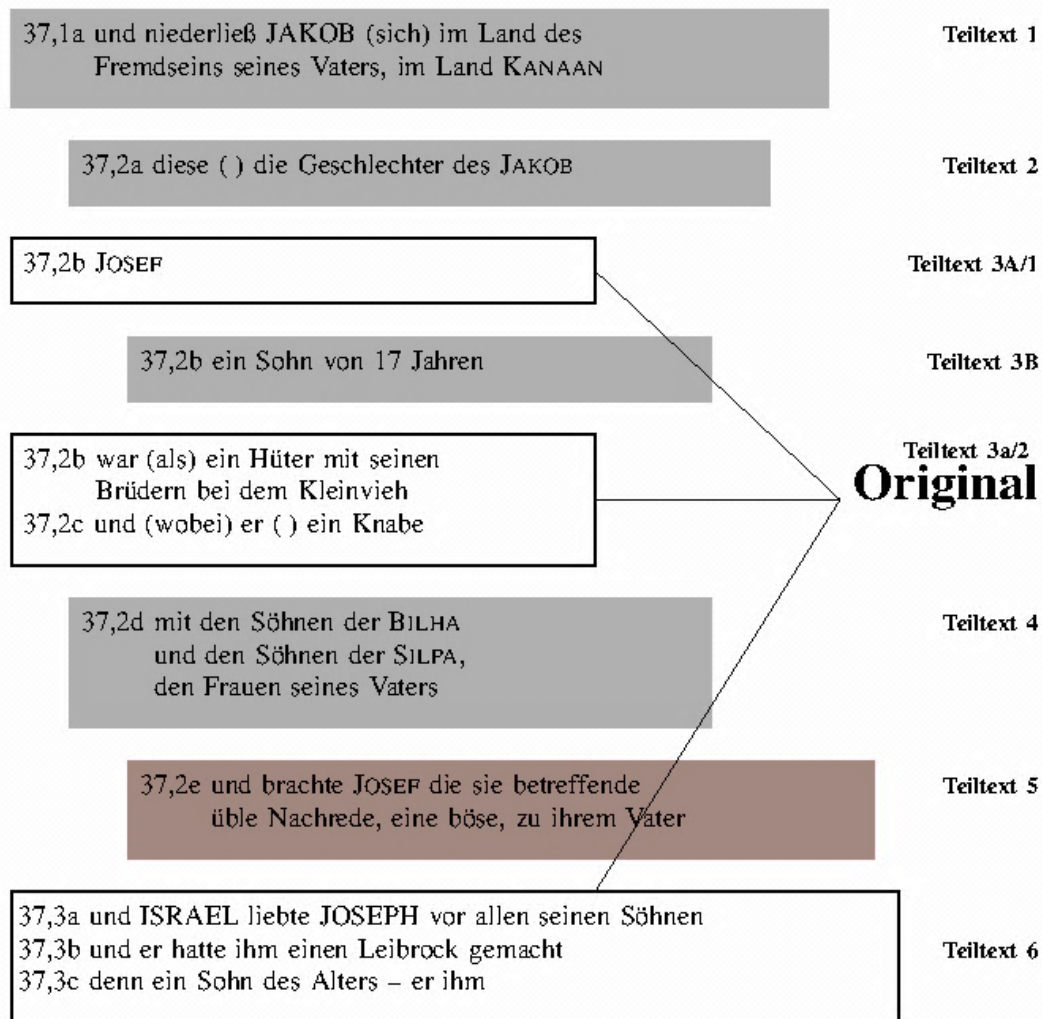 37,1a und niederließ JAKOB (sich) im Land des
Fremdseins seines Vaters, im Land KANAAN
Teiltext 1
37,2a diese ( ) die Geschlechter des JAKOB
Teiltext 2
37,2b JOSEF
Teiltext 3A/1
37,2b ein Sohn von 17 Jahren
Teiltext 3B
37,2b war (als) ein Hüter mit seinen
Brüdern bei dem Kleinvieh
37,2c und (wobei) er ( ) ein Knabe
Teiltext 3a/2
Original
37,2d mit den Söhnen der BILHA
und den Söhnen der SILPA,
den Frauen seines Vaters
Teiltext 4
37,2e und brachte JOSEF die sie betreffende
üble Nachrede, eine böse, zu ihrem Vater
Teiltext 5
37,3a und ISRAEL liebte JOSEPH vor allen seinen Söhnen
37,3b und er hatte ihm einen Leibrock gemacht
37,3c denn ein Sohn des Alters – er ihm
Teiltext 6